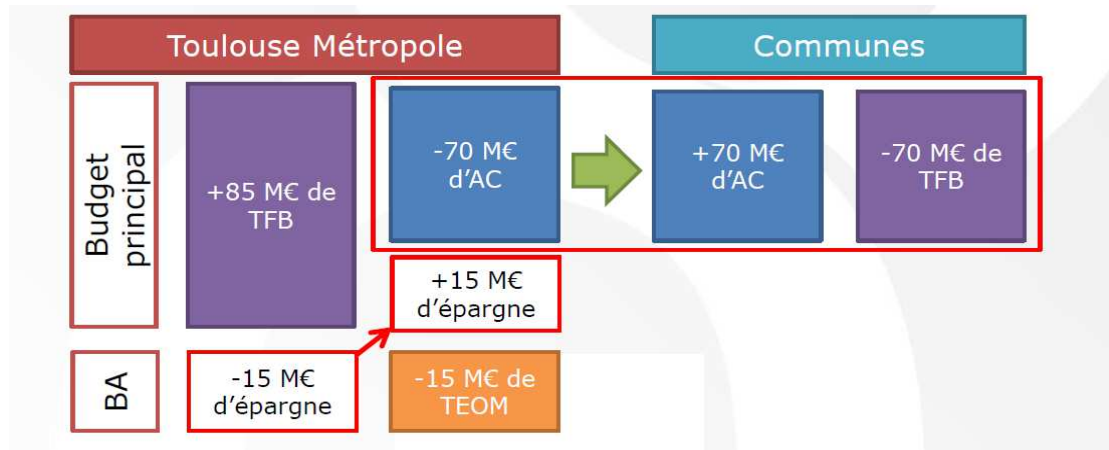 Toulouse Métropole
Communes
Budget
principal
+85 M€ de
TFB
-70 M€
d'AC
+70 M€
d'AC
-70 M€ de
TFB
+15 M€
d'épargne
BA
-15 M€
d'épargne
-15 M€ de
TEOM